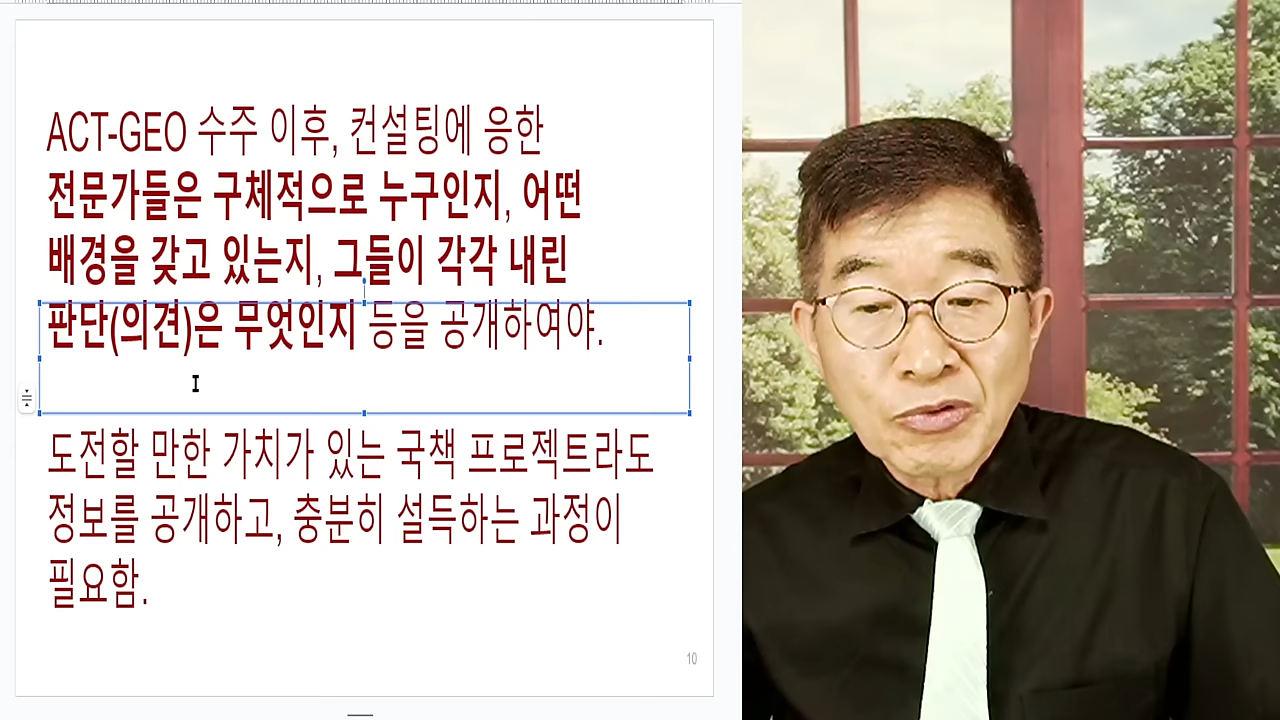 ACT-GEO 수주 이후, 컨설팅에 응한
전문가들은 구체적으로 누구인지, 어떤
배경을 갖고 있는지, 그들이 각각 내린
판단(의견)은 무엇인지 등을 공개하여야.
도전할 만한 가치가 있는 국책 프로젝트라도
정보를 공개하고, 충분히 설득하는 과정이
필요함.
10